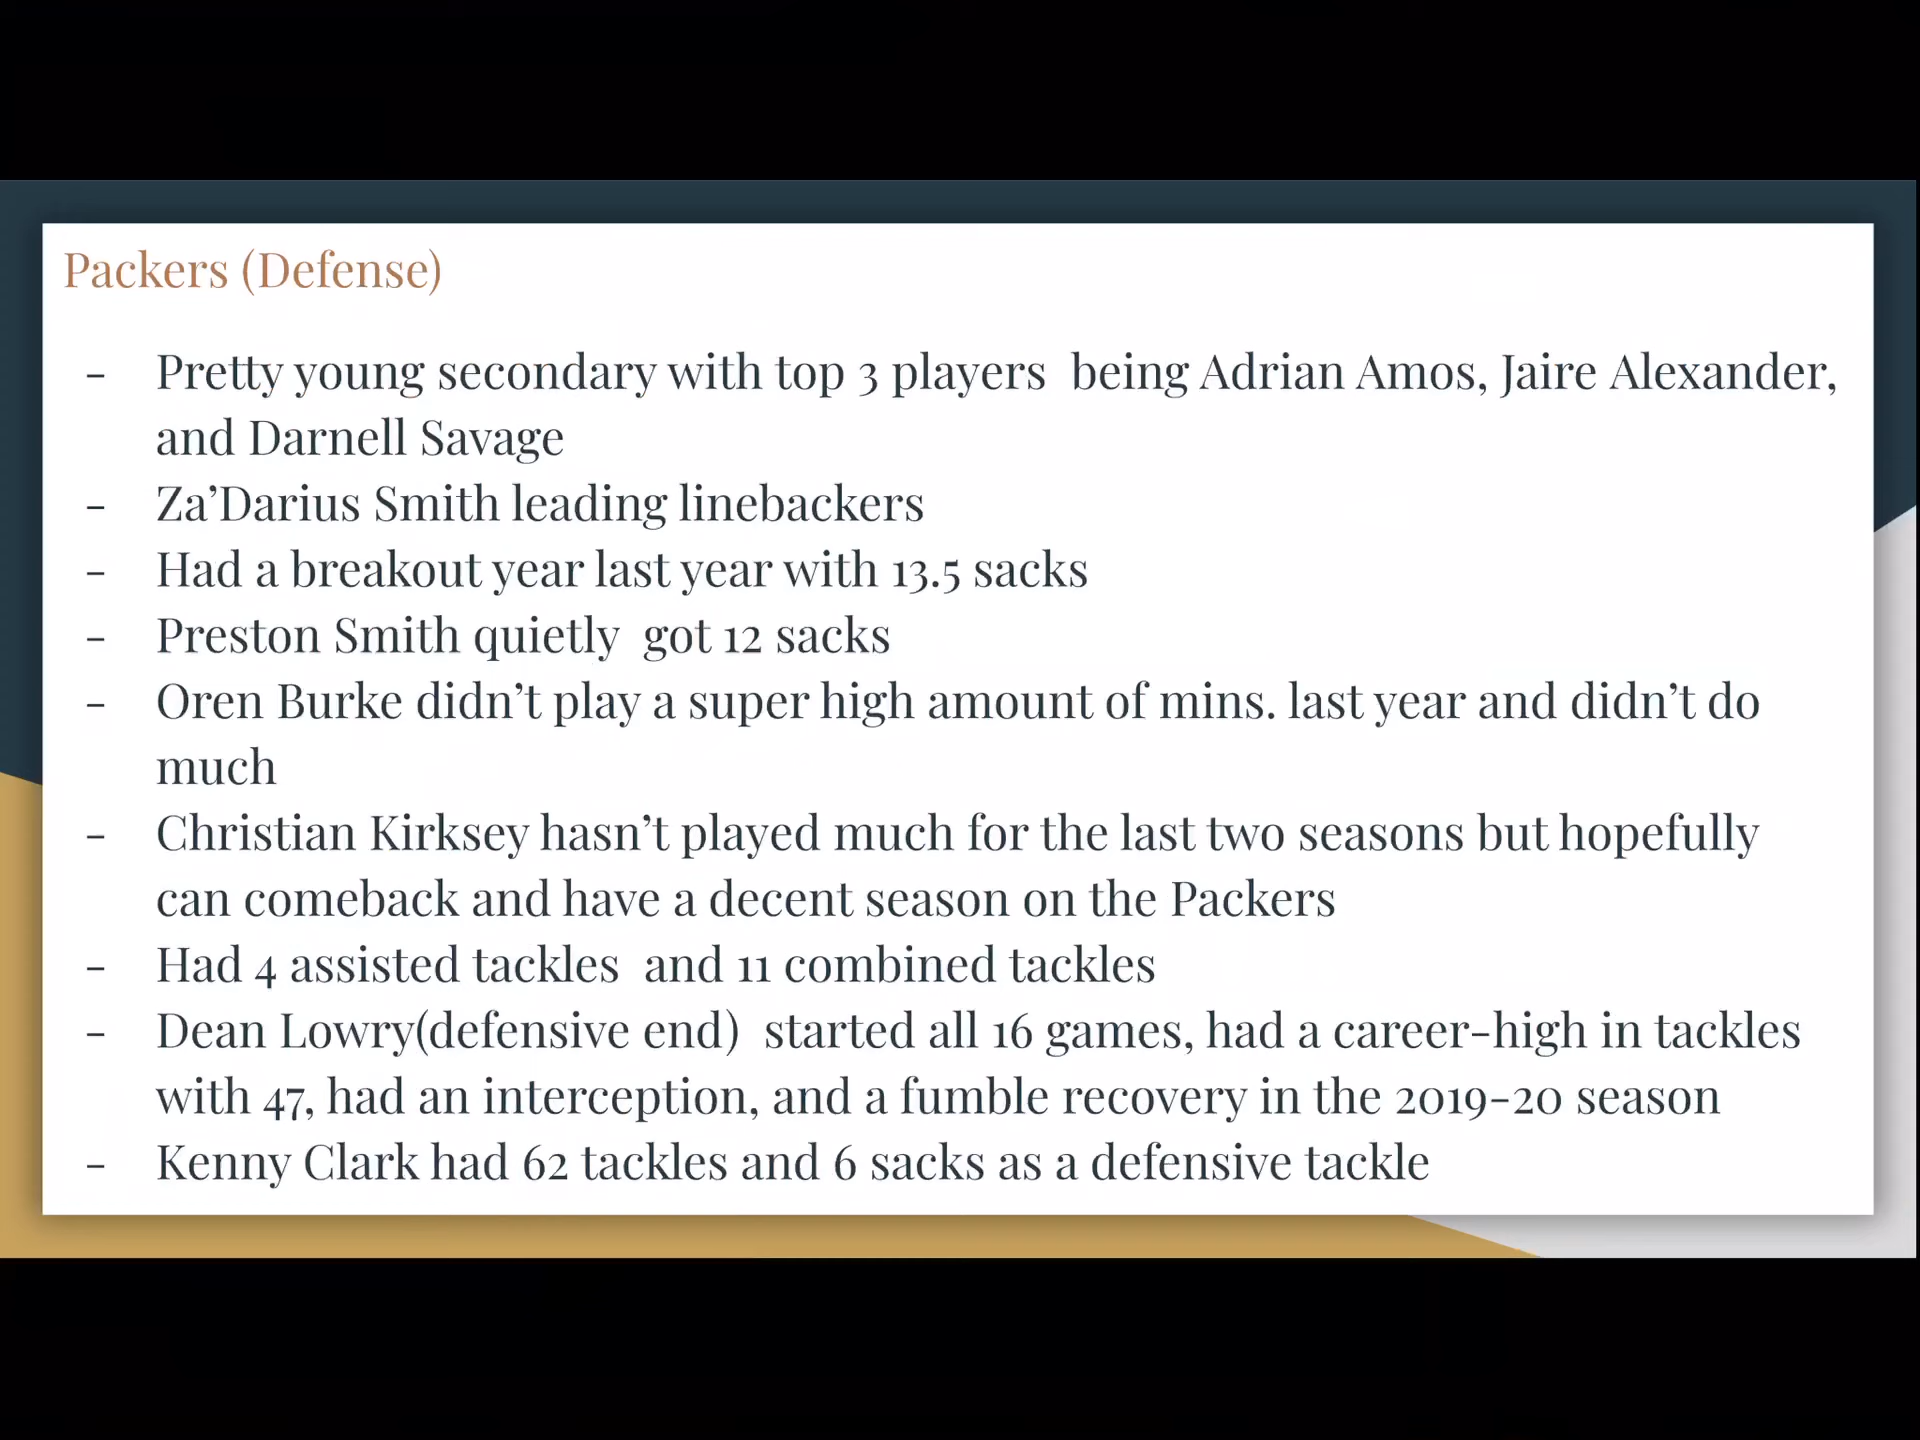 Packers (Defense)
- Pretty young secondary with top 3 players  being Adrian Amos, Jaire Alexander,
and Darnell Savage
- Za’Darius Smith leading linebackers
- Had a breakout year last year with 13.5 sacks
- Preston Smith quietly  got 12 sacks
- Oren Burke didn’t play a super high amount of mins. last year and didn’t do
much
- Christian Kirksey hasn’t played much for the last two seasons but hopefully
can comeback and have a decent season on the Packers
- Had 4 assisted tackles  and 11 combined tackles
- Dean Lowry(defensive end)  started all 16 games, had a career-high in tackles
with 47, had an interception, and a fumble recovery in the 2019-20 season
- Kenny Clark had 62 tackles and 6 sacks as a defensive tackle